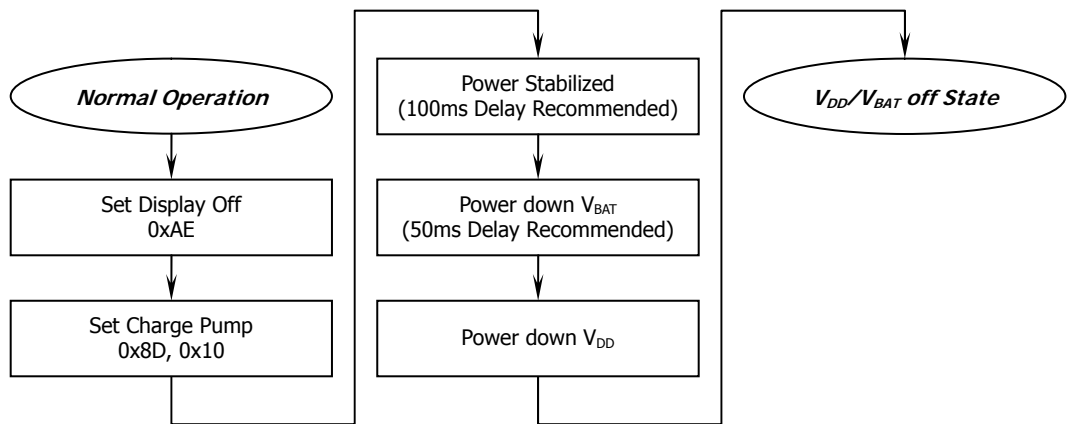 Normal Operation
Set Display Off
0xAE
Set Charge Pump
0x8D, 0x10
Power Stabilized
(100ms Delay Recommended)
Power down VBAT
(50ms Delay Recommended)
Power down VDD
VDD/VBAT off State